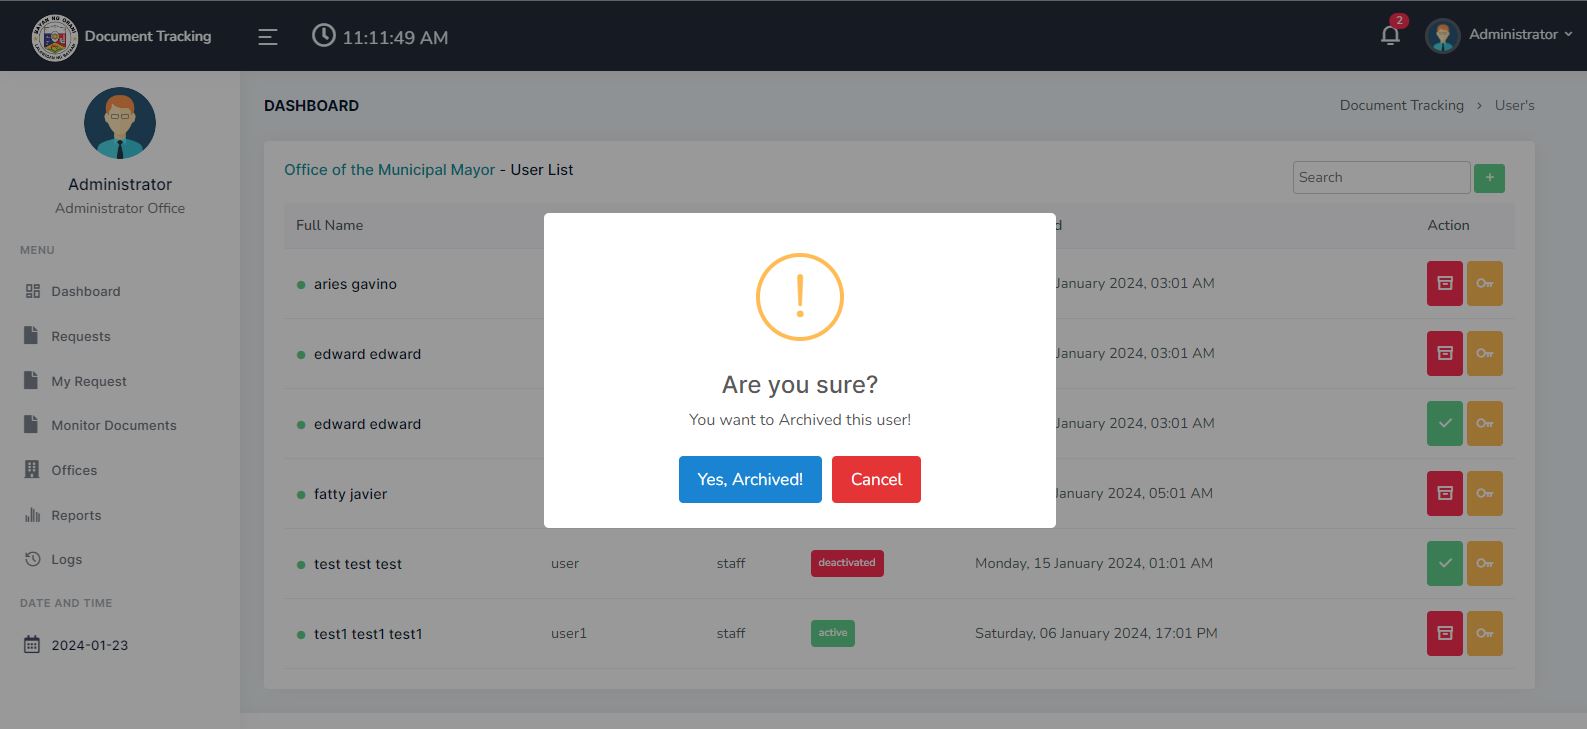 Document Tracking
11:11:49 AM
2
Administrator
Administrator
Administrator Office
MENU
Dashboard
Requests
My Request
Monitor Documents
Offices
Reports
Logs
DATE AND TIME
2024-01-23
DASHBOARD
Document Tracking > User's
Office of the Municipal Mayor - User List
Search
+
Full Name d Action
aries gavino January 2024, 03:01 AM
edward edward January 2024, 03:01 AM
edward edward January 2024, 03:01 AM
fatty javier January 2024, 05:01 AM
test test test user staff deactivated Monday, 15 January 2024, 01:01 AM
test1 test1 test1 user1 staff active Saturday, 06 January 2024, 17:01 PM
!
Are you sure?
You want to Archived this user!
Yes, Archived!
Cancel